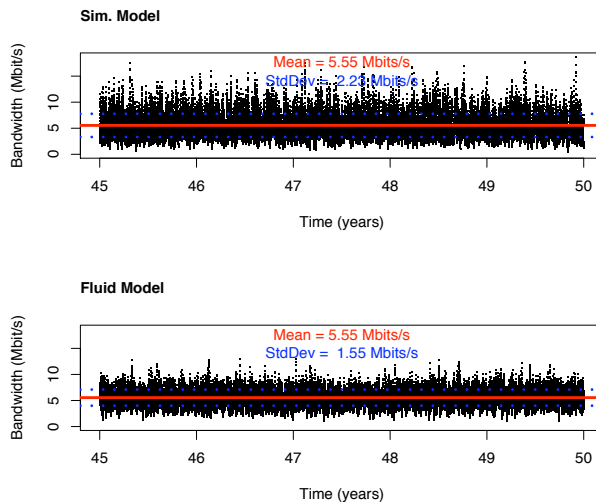 Sim. Model
Mean = 5.55 Mbits/s
StdDev = 2.23 Mbits/s
Bandwidth (Mbit/s)
10
5
0
45 46 47 48 49 50
Time (years)
Fluid Model
Mean = 5.55 Mbits/s
StdDev = 1.55 Mbits/s
Bandwidth (Mbit/s)
10
5
0
45 46 47 48 49 50
Time (years)